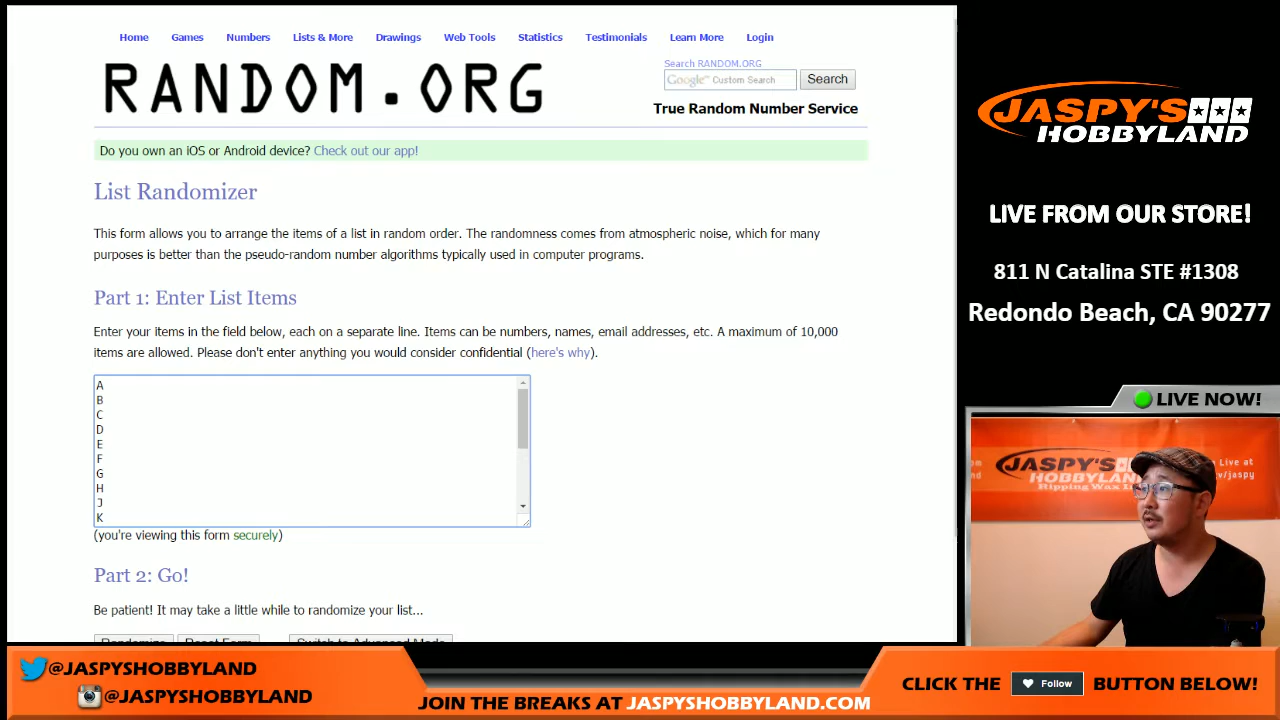 Home Games Numbers Lists & More Drawings Web Tools Statistics Testimonials Learn More Login
RANDOM.ORG
Search RANDOM.ORG
Google™ Custom Search Search
True Random Number Service
Do you own an iOS or Android device? Check out our app!
List Randomizer
This form allows you to arrange the items of a list in random order. The randomness comes from atmospheric noise, which for many
purposes is better than the pseudo-random number algorithms typically used in computer programs.
Part 1: Enter List Items
Enter your items in the field below, each on a separate line. Items can be numbers, names, email addresses, etc. A maximum of 10,000
items are allowed. Please don't enter anything you would consider confidential (here's why).
A
B
C
D
E
F
G
H
J
K
(you're viewing this form securely)
Part 2: Go!
Be patient! It may take a little while to randomize your list...
Randomize Reset Form Switch to Advanced Mode
JASPY'S
HOBBYLAND
LIVE FROM OUR STORE!
811 N Catalina STE #1308
Redondo Beach, CA 90277
LIVE NOW!
JASPY'S
HOBBYLAND
Ripping Wax
Live at
tv/jaspy
@JASPYSHOBBYLAND
@JASPYSHOBBYLAND
JOIN THE BREAKS AT JASPYSHOBBYLAND.COM
CLICK THE Follow BUTTON BELOW!